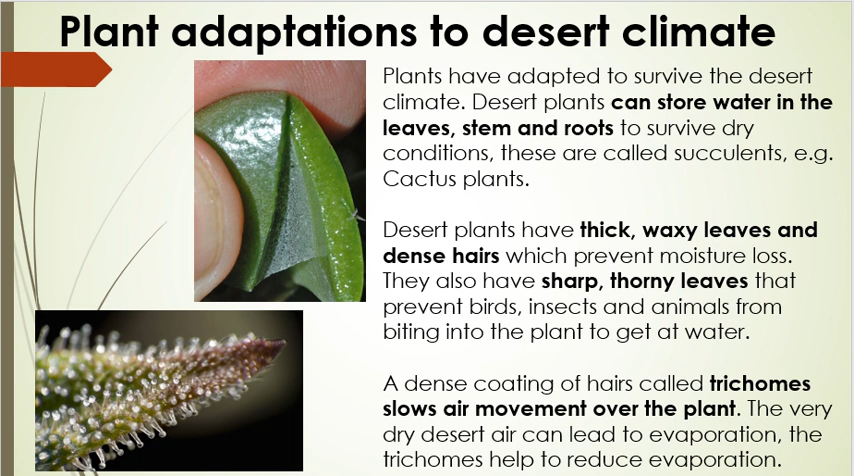 Plant adaptations to desert climate
Plants have adapted to survive the desert
climate. Desert plants can store water in the
leaves, stem and roots to survive dry
conditions, these are called succulents, e.g.
Cactus plants.
Desert plants have thick, waxy leaves and
dense hairs which prevent moisture loss.
They also have sharp, thorny leaves that
prevent birds, insects and animals from
biting into the plant to get at water.
A dense coating of hairs called trichomes
slows air movement over the plant. The very
dry desert air can lead to evaporation, the
trichomes help to reduce evaporation.